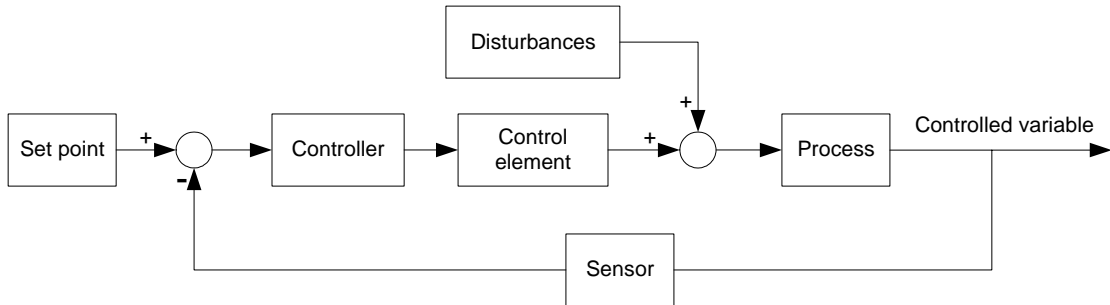 Disturbances
+
Controlled variable
Set point
+
-
Controller
Control
element
+
Process
Sensor